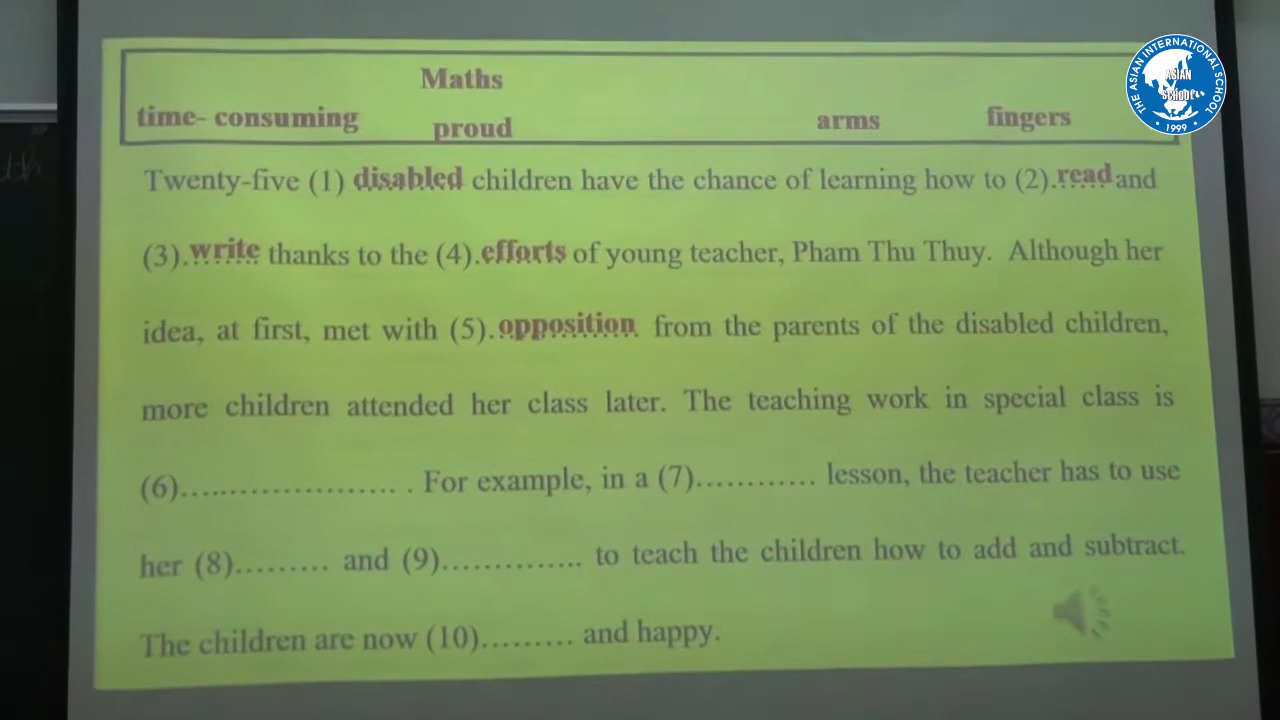 Maths
time- consuming proud arms fingers
Twenty-five (1) disabled children have the chance of learning how to (2).read and
(3).write thanks to the (4).efforts of young teacher, Pham Thu Thuy. Although her
idea, at first, met with (5)..opposition from the parents of the disabled children,
more children attended her class later. The teaching work in special class is
(6)...................... . For example, in a (7)............ lesson, the teacher has to use
her (8)......... and (9).............. to teach the children how to add and subtract.
The children are now (10)......... and happy.
THE ASIAN INTERNATIONAL SCHOOL
ASIAN
SCHOOL
• 1999 •